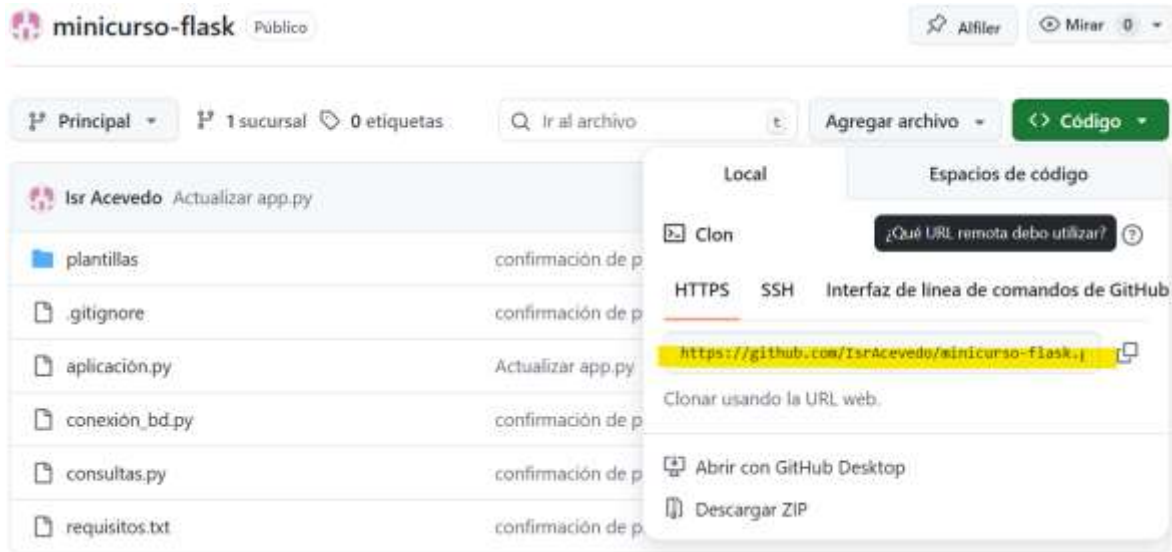 minicurso-flask Público
Alfiler
Mirar 0
Principal
1 sucursal
0 etiquetas
Ir al archivo
t
Agregar archivo
<> Código
Isr Acevedo Actualizar app.py
plantillas confirmación de p
.gitignore confirmación de p
aplicación.py Actualizar app.py
conexión_bd.py confirmación de p
consultas.py confirmación de p
requisitos.txt confirmación de p
Local
Espacios de código
Clon
¿Qué URL remota debo utilizar?
HTTPS
SSH
Interfaz de línea de comandos de GitHub
https://github.com/IsrAcevedo/minicurso-flask.
Clonar usando la URL web.
Abrir con GitHub Desktop
Descargar ZIP